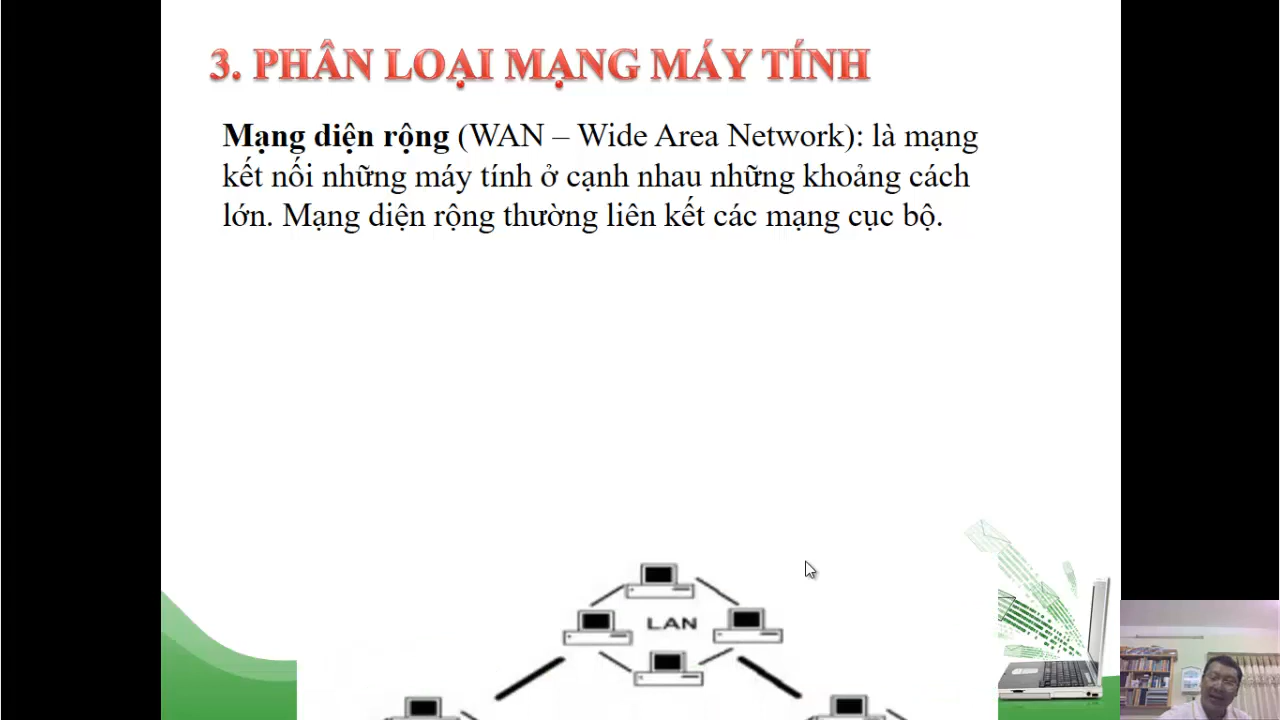 3. PHÂN LOẠI MẠNG MÁY TÍNH
Mạng diện rộng (WAN – Wide Area Network): là mạng
kết nối những máy tính ở cạnh nhau những khoảng cách
lớn. Mạng diện rộng thường liên kết các mạng cục bộ.
LAN